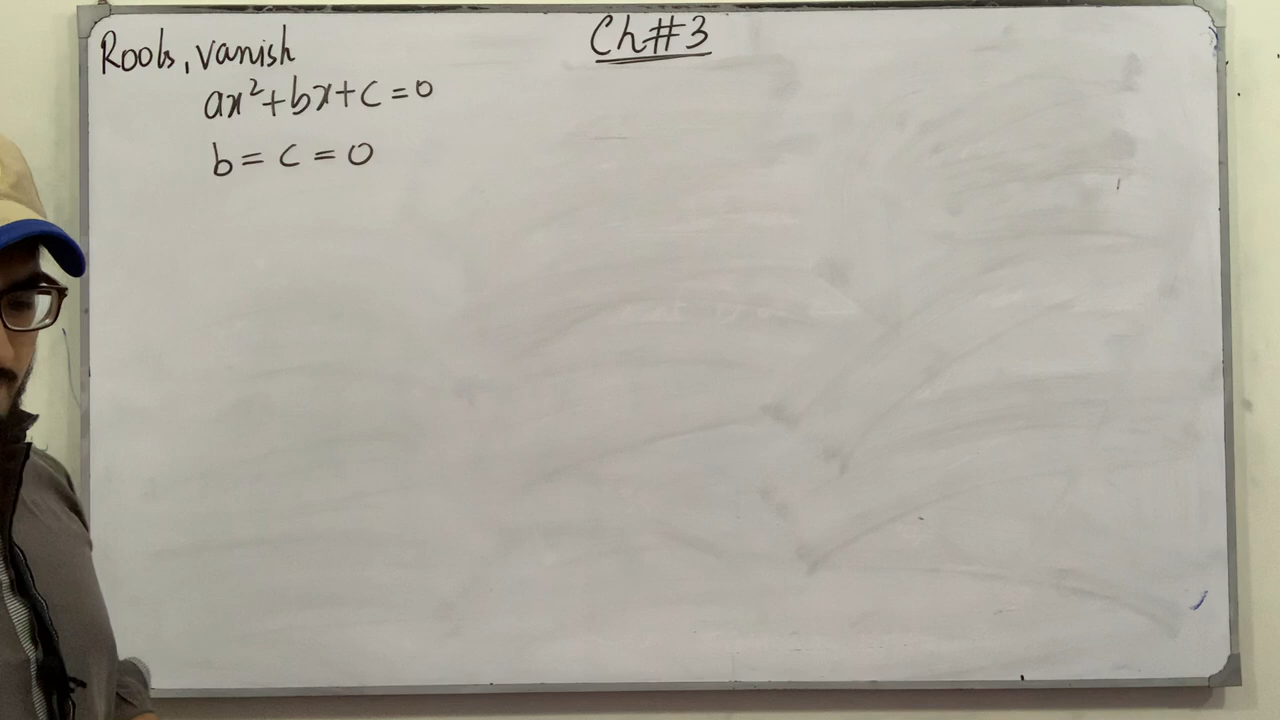 Ch#3
Roots, vanish
ax²+bx+c=0
b=c=0